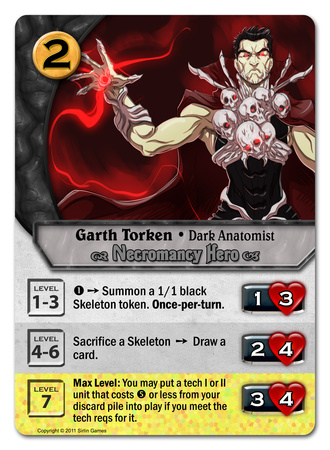 2
Garth Torken • Dark Anatomist
Necromancy Hero
LEVEL
1-3
❶ → Summon a 1/1 black
Skeleton token. Once-per-turn.
1 3
LEVEL
4-6
Sacrifice a Skeleton → Draw a
card.
2 4
LEVEL
7
Max Level: You may put a tech I or II
unit that costs ❺ or less from your
discard pile into play if you meet the
tech reqs for it.
3 4
Copyright © 2011 Sirlin Games